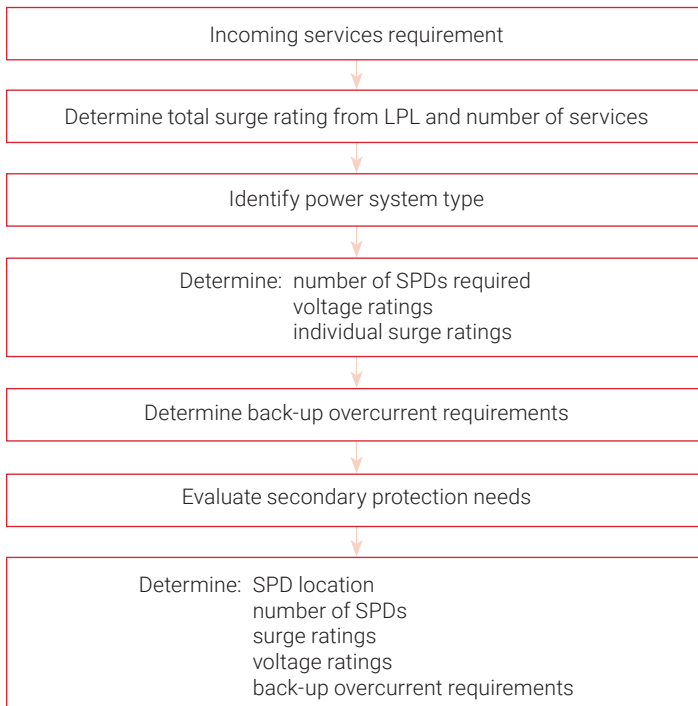 Incoming services requirement
Determine total surge rating from LPL and number of services
Identify power system type
Determine: number of SPDs required
voltage ratings
individual surge ratings
Determine back-up overcurrent requirements
Evaluate secondary protection needs
Determine: SPD location
number of SPDs
surge ratings
voltage ratings
back-up overcurrent requirements